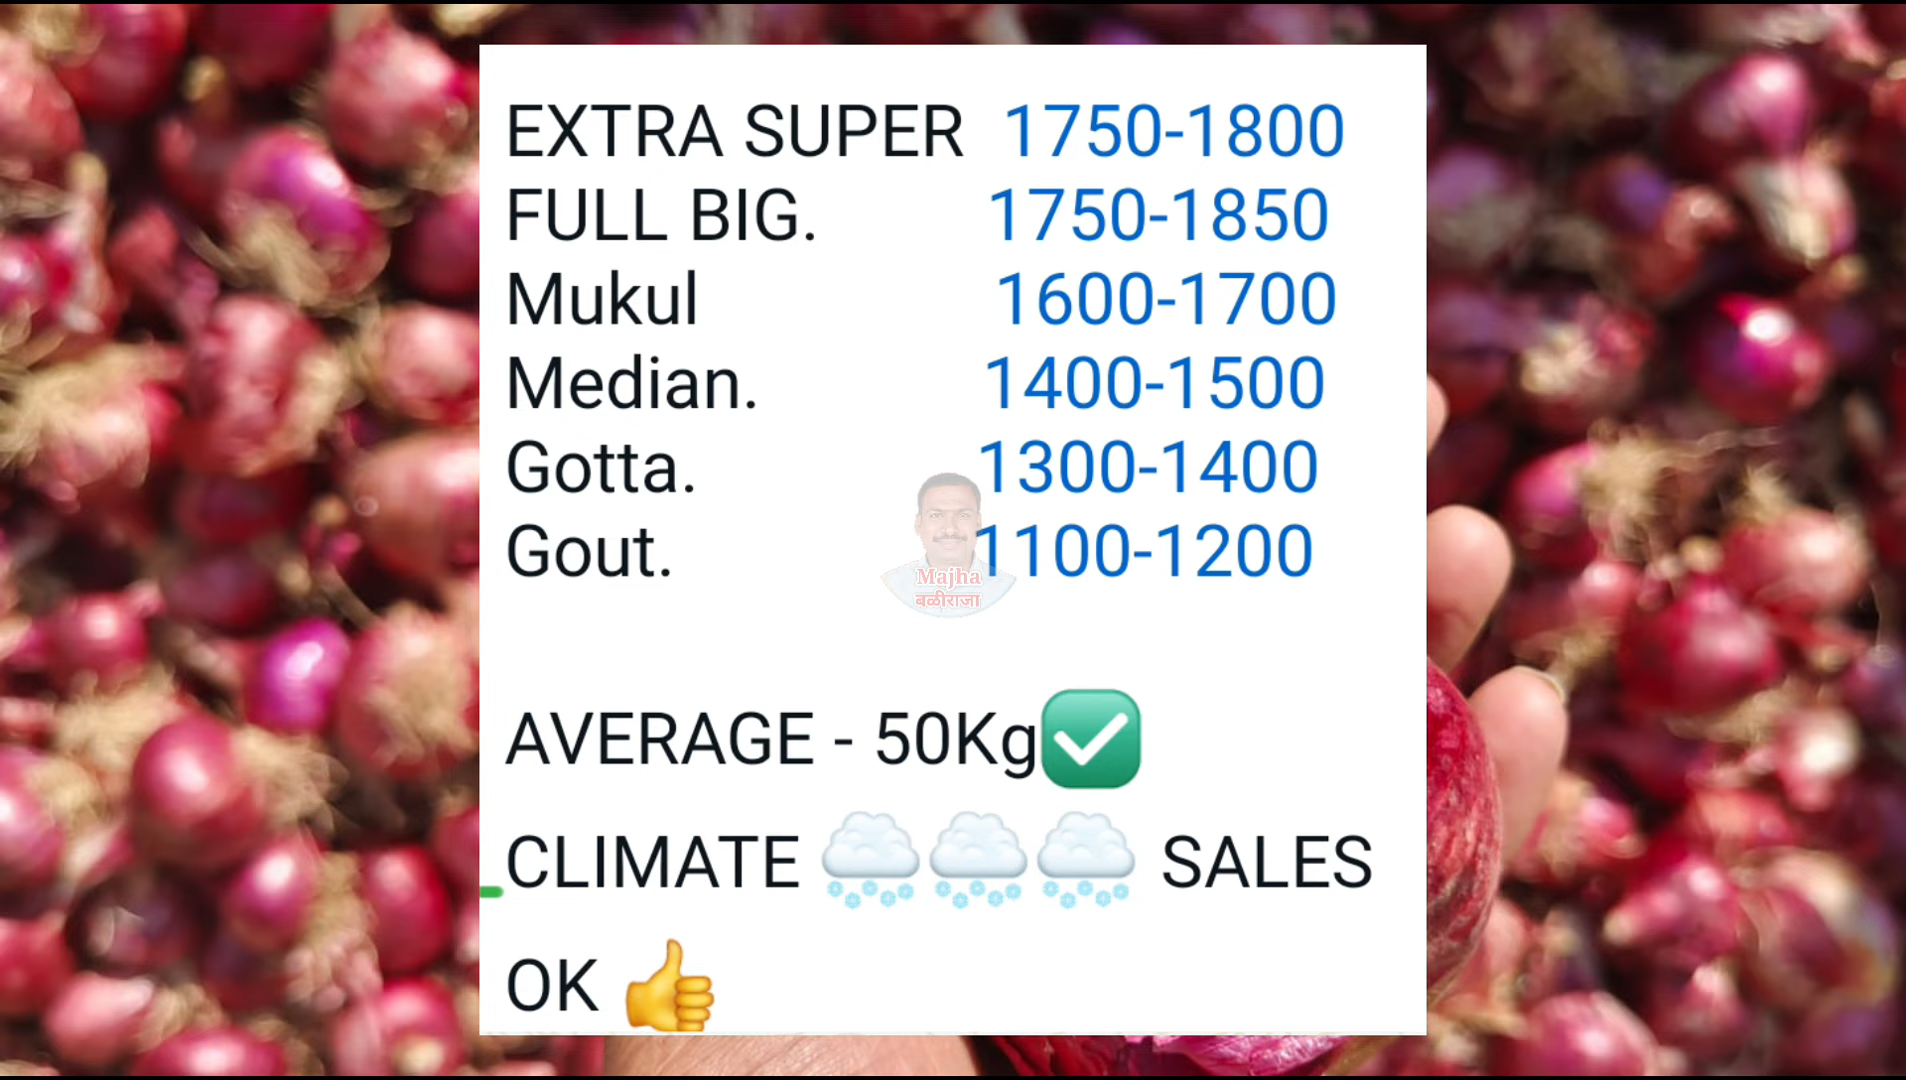 EXTRA SUPER 1750-1800
FULL BIG. 1750-1850
Mukul 1600-1700
Median. 1400-1500
Gotta. 1300-1400
Gout. 1100-1200
Majha
बळीराजा
AVERAGE - 50Kg✅
CLIMATE 🌨️🌨️🌨️ SALES
OK 👍